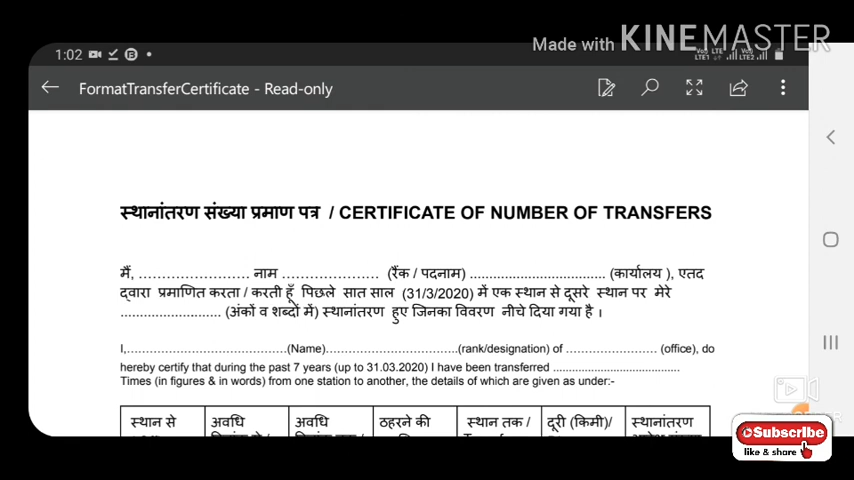 Made with KINEMASTER
1:02
FormatTransferCertificate - Read-only
स्थानांतरण संख्या प्रमाण पत्र / CERTIFICATE OF NUMBER OF TRANSFERS
मैं, ........................ नाम ..................... (रैंक / पदनाम) ................................. (कार्यालय ), एतद
द्वारा प्रमाणित करता / करती हूँ पिछले सात साल (31/3/2020) में एक स्थान से दूसरे स्थान पर मेरे
......................... (अंकों व शब्दों में) स्थानांतरण हुए जिनका विवरण नीचे दिया गया है ।
I,........................................(Name).................................(rank/designation) of ....................... (office), do
hereby certify that during the past 7 years (up to 31.03.2020) I have been transferred ................................
Times (in figures & in words) from one station to another, the details of which are given as under:-
स्थान से अवधि अवधि ठहरने की स्थान तक / दूरी (किमी)/ स्थानांतरण
Subscribe
like & share